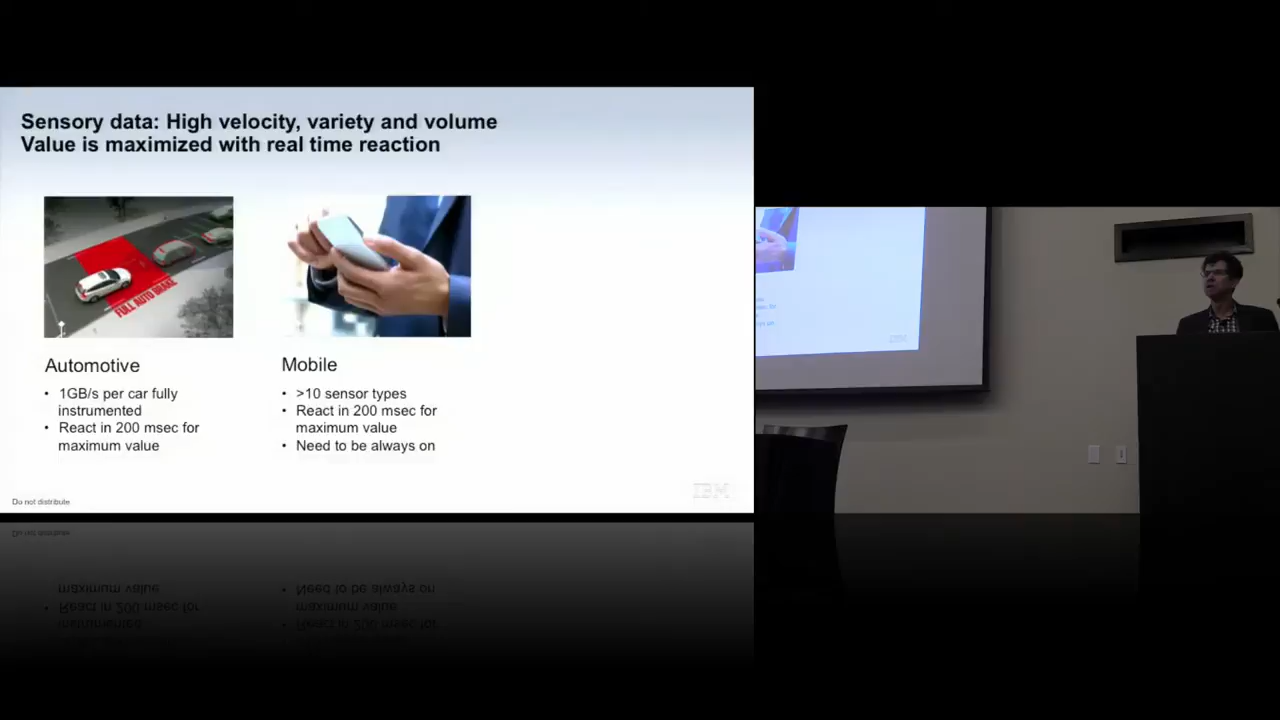 Sensory data: High velocity, variety and volume
Value is maximized with real time reaction
FULL AUTO BRAKE
Automotive
• 1GB/s per car fully
instrumented
• React in 200 msec for
maximum value
Mobile
• >10 sensor types
• React in 200 msec for
maximum value
• Need to be always on
Do not distribute
IBM